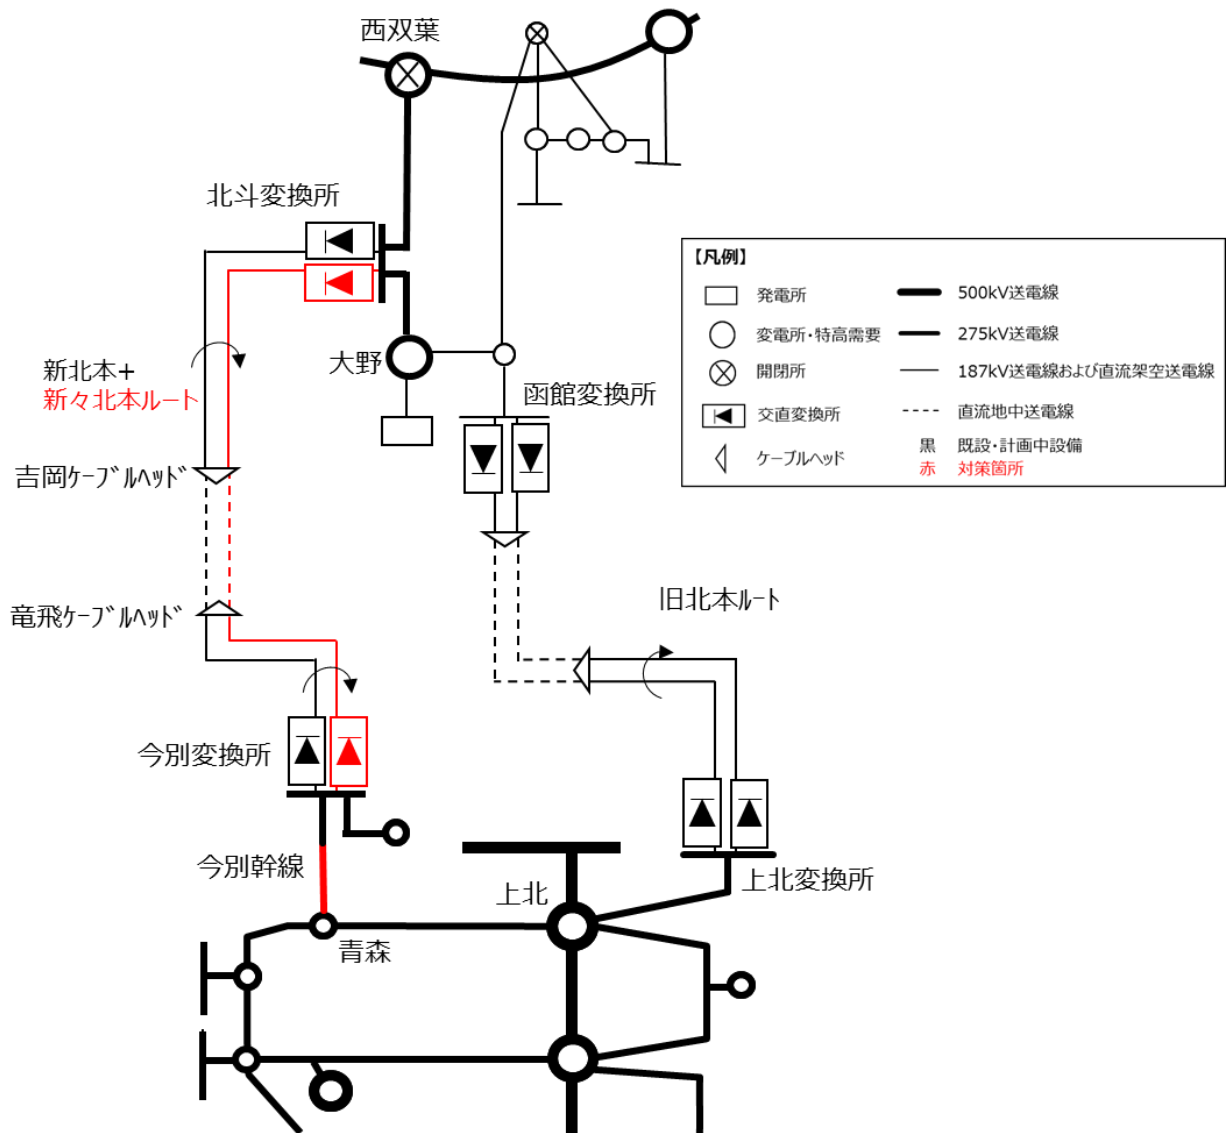 西双葉
北斗変換所
【凡例】
発電所
500kV送電線
変電所・特高需要
275kV送電線
開閉所
187kV送電線および直流架空送電線
交直変換所
直流地中送電線
ケーブルヘッド
黒 既設・計画中設備
赤 対策箇所
大野
新北本+
新々北本ルート
函館変換所
吉岡ケーブルヘッド
竜飛ケーブルヘッド
旧北本ルート
今別変換所
今別幹線
上北
上北変換所
青森